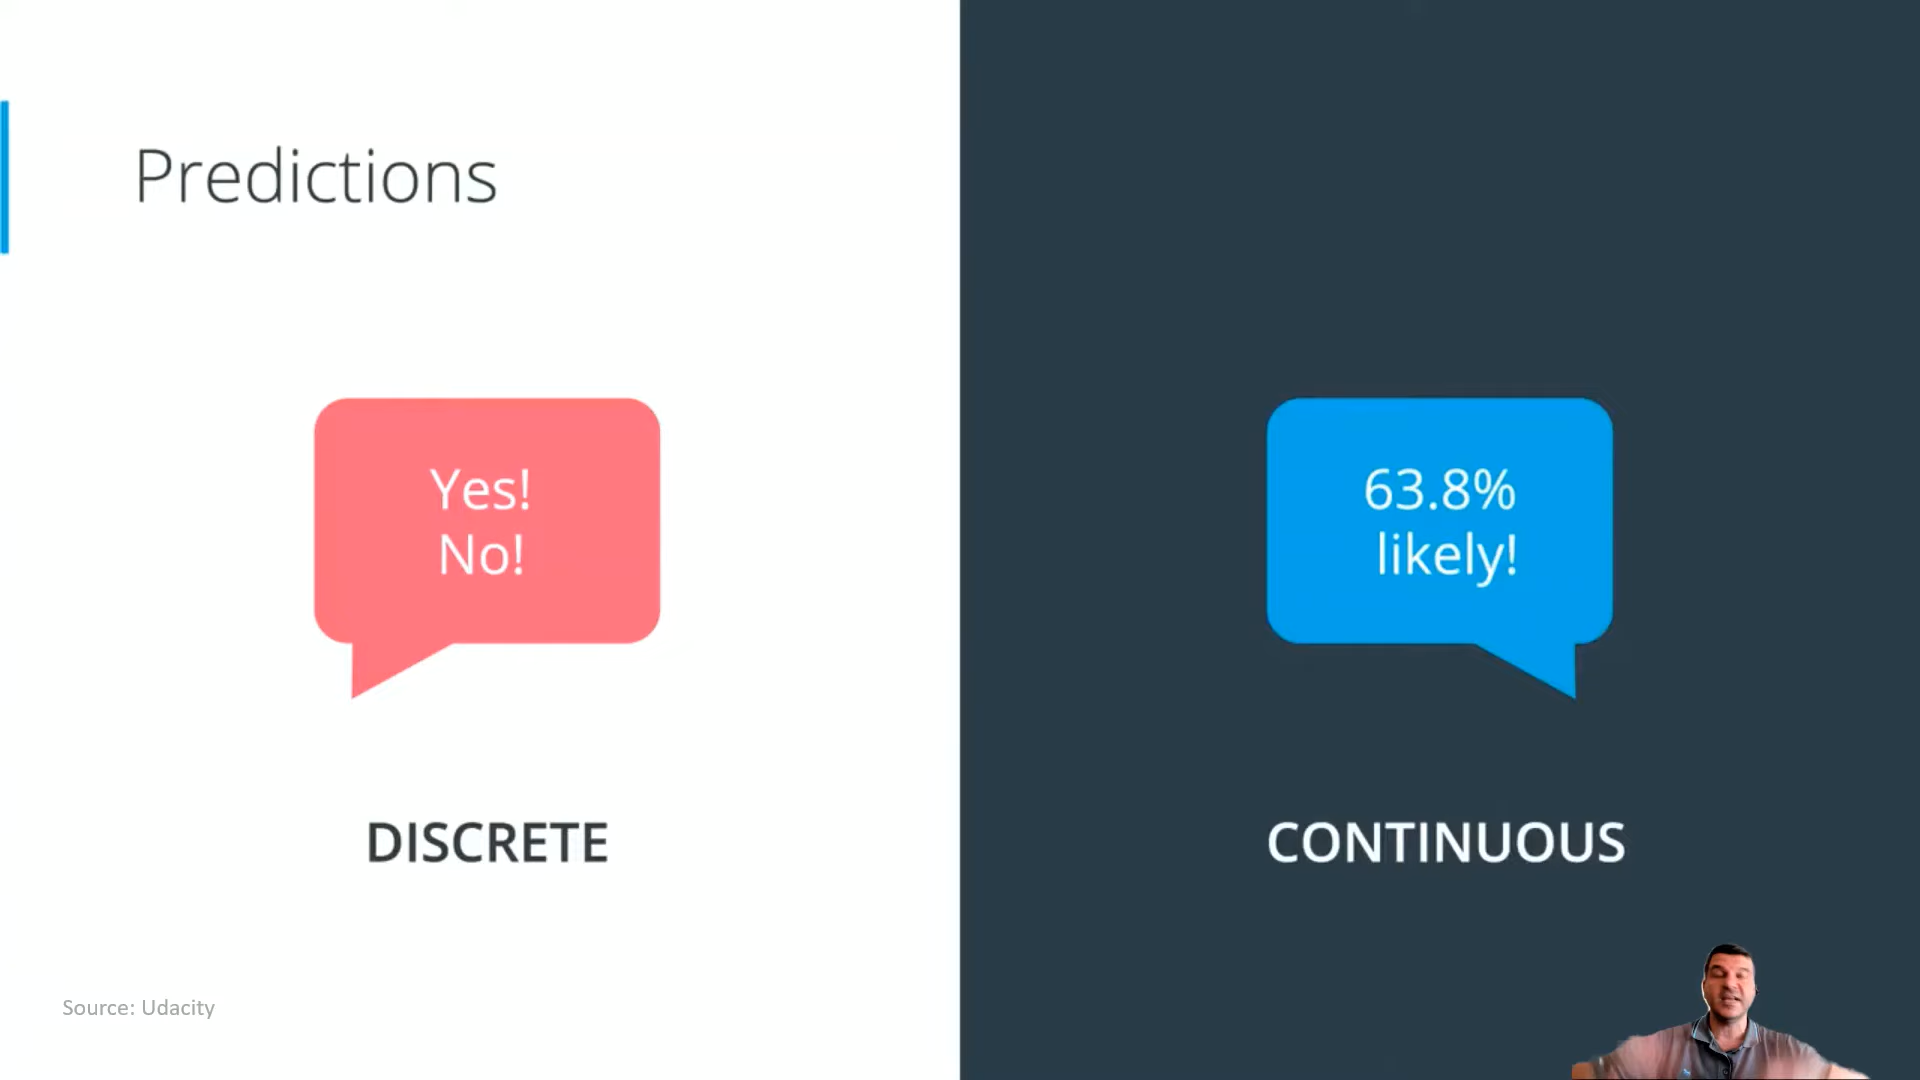 Predictions
Yes!
No!
DISCRETE
63.8%
likely!
CONTINUOUS
Source: Udacity